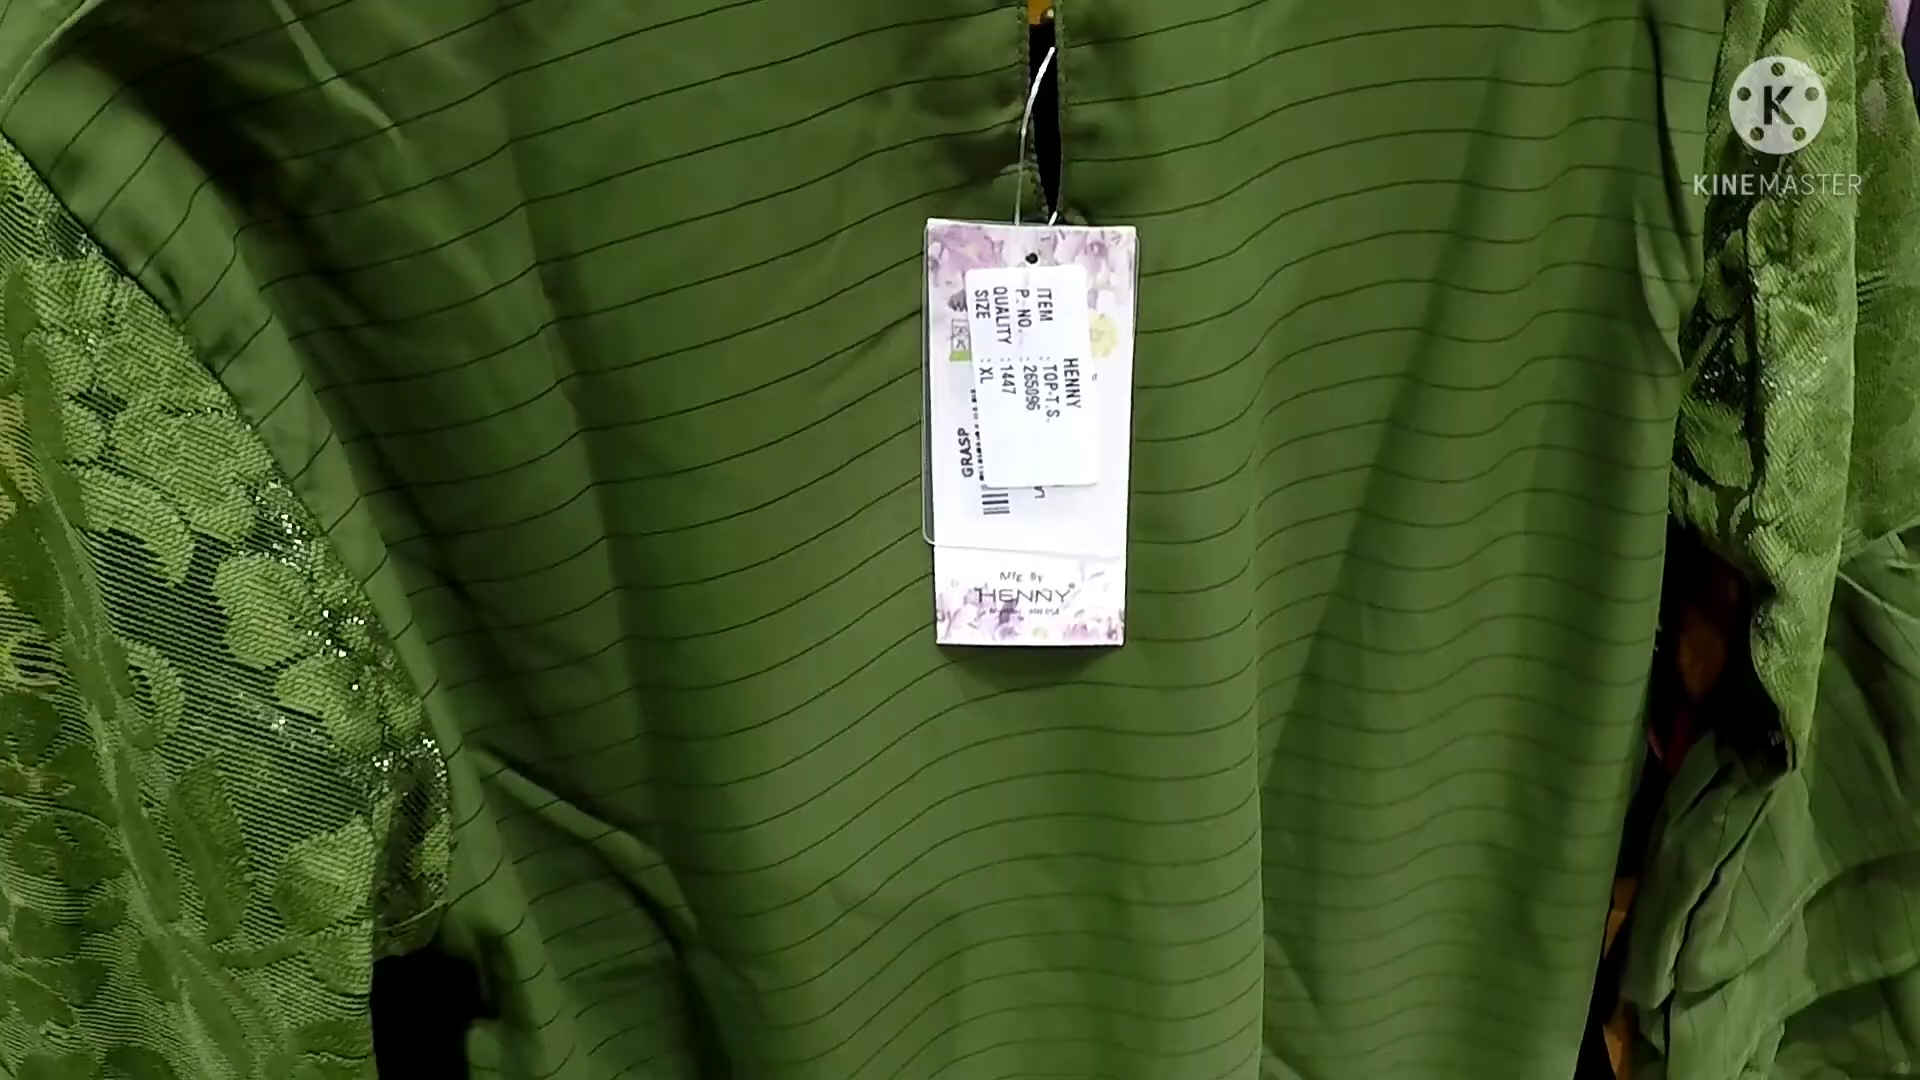 HENNY
ITEM : TOP-T.S.
P. NO. : 265096
QUALITY : 1447
SIZE : XL
GRASP
Mfg. By
HENNY
KINEMASTER